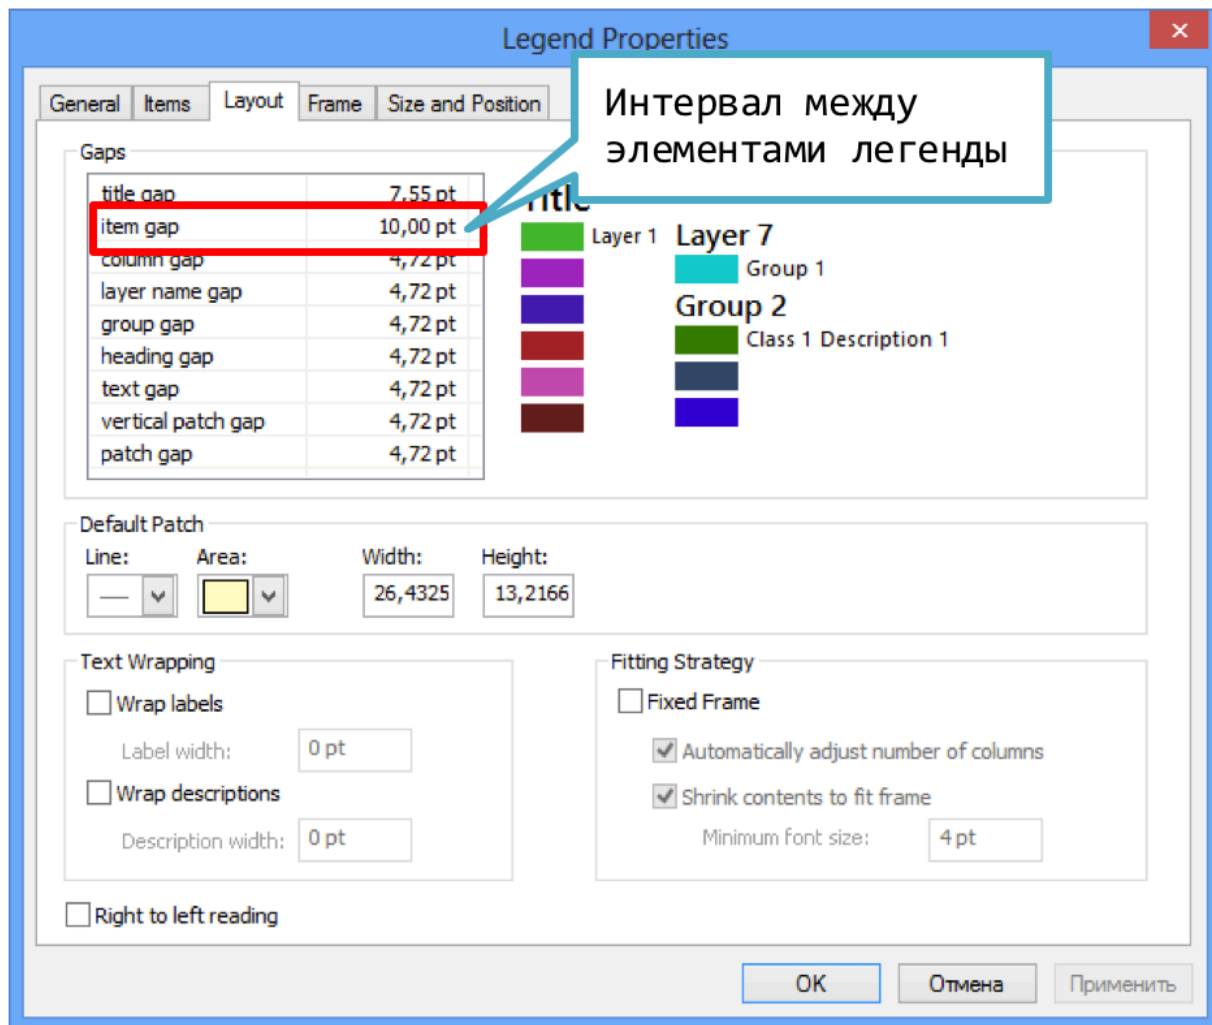 Legend Properties
General Items Layout Frame Size and Position
Интервал между
элементами легенды
Gaps
title gap 7,55 pt
item gap 10,00 pt
column gap 4,72 pt
layer name gap 4,72 pt
group gap 4,72 pt
heading gap 4,72 pt
text gap 4,72 pt
vertical patch gap 4,72 pt
patch gap 4,72 pt
Title
Layer 1
Layer 7
Group 1
Group 2
Class 1 Description 1
Default Patch
Line: Area: Width: Height:
26,4325 13,2166
Text Wrapping
Wrap labels
Label width: 0 pt
Wrap descriptions
Description width: 0 pt
Fitting Strategy
Fixed Frame
Automatically adjust number of columns
Shrink contents to fit frame
Minimum font size: 4 pt
Right to left reading
OK Отмена Применить